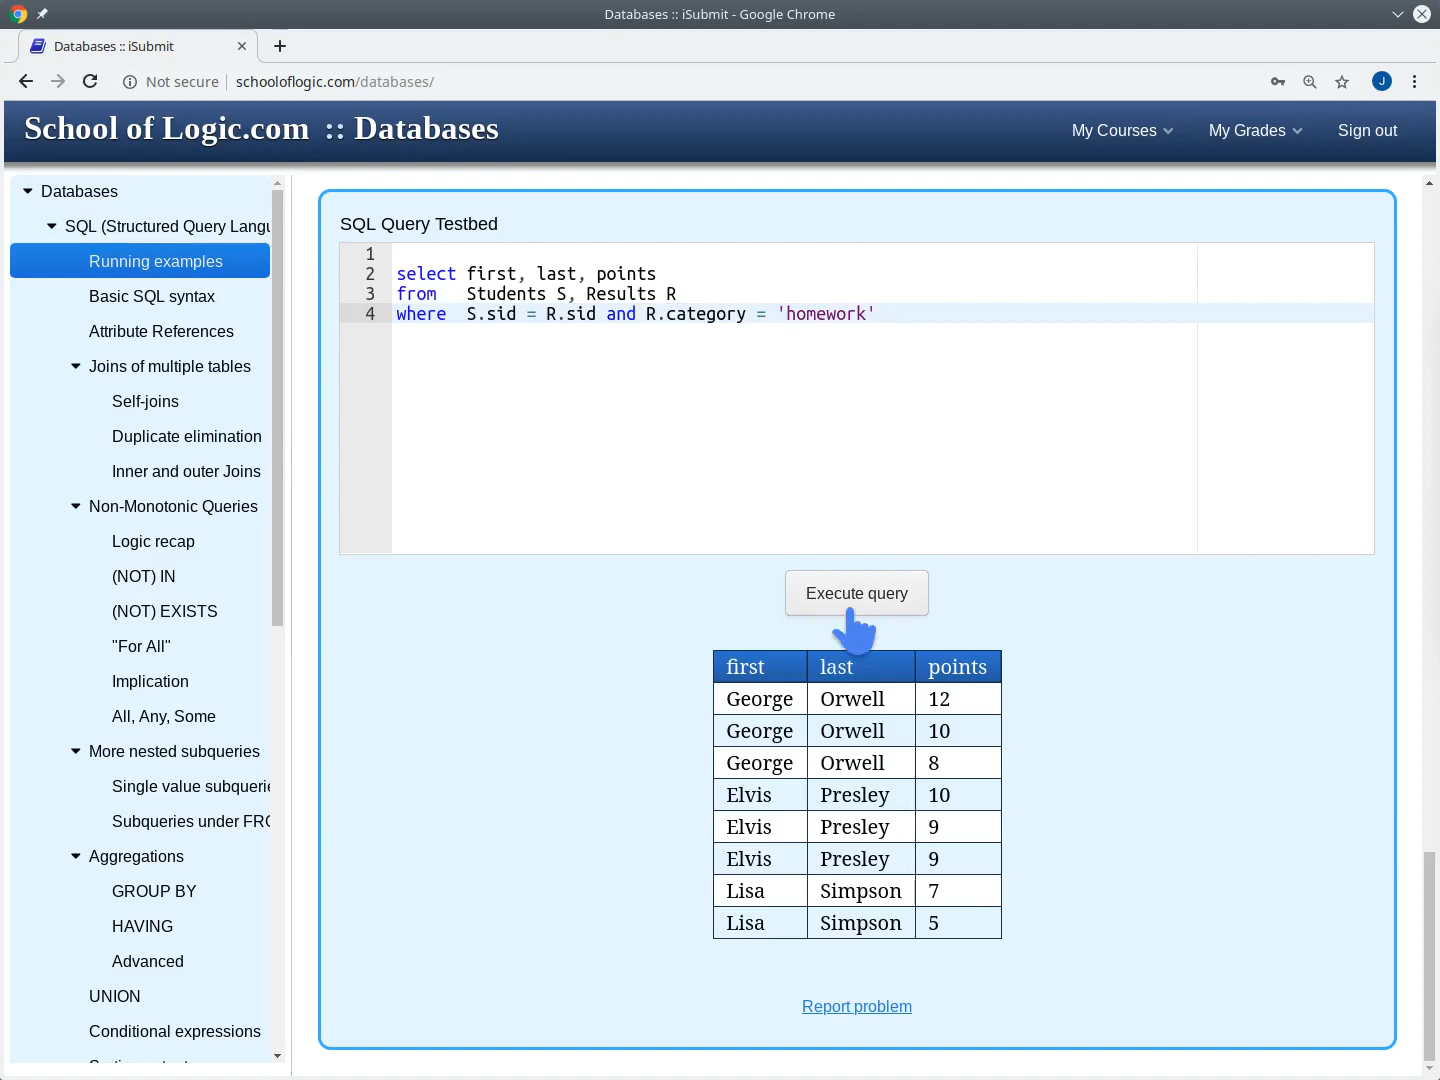 Databases :: iSubmit - Google Chrome
Databases :: iSubmit
Not secure
schooloflogic.com/databases/
J
School of Logic.com :: Databases
My Courses
My Grades
Sign out
Databases
SQL (Structured Query Langu
Running examples
Basic SQL syntax
Attribute References
Joins of multiple tables
Self-joins
Duplicate elimination
Inner and outer Joins
Non-Monotonic Queries
Logic recap
(NOT) IN
(NOT) EXISTS
"For All"
Implication
All, Any, Some
More nested subqueries
Single value subquerie
Subqueries under FRO
Aggregations
GROUP BY
HAVING
Advanced
UNION
Conditional expressions
SQL Query Testbed
1
2 select first, last, points
3 from Students S, Results R
4 where S.sid = R.sid and R.category = 'homework'
Execute query
first last points
George Orwell 12
George Orwell 10
George Orwell 8
Elvis Presley 10
Elvis Presley 9
Elvis Presley 9
Lisa Simpson 7
Lisa Simpson 5
Report problem